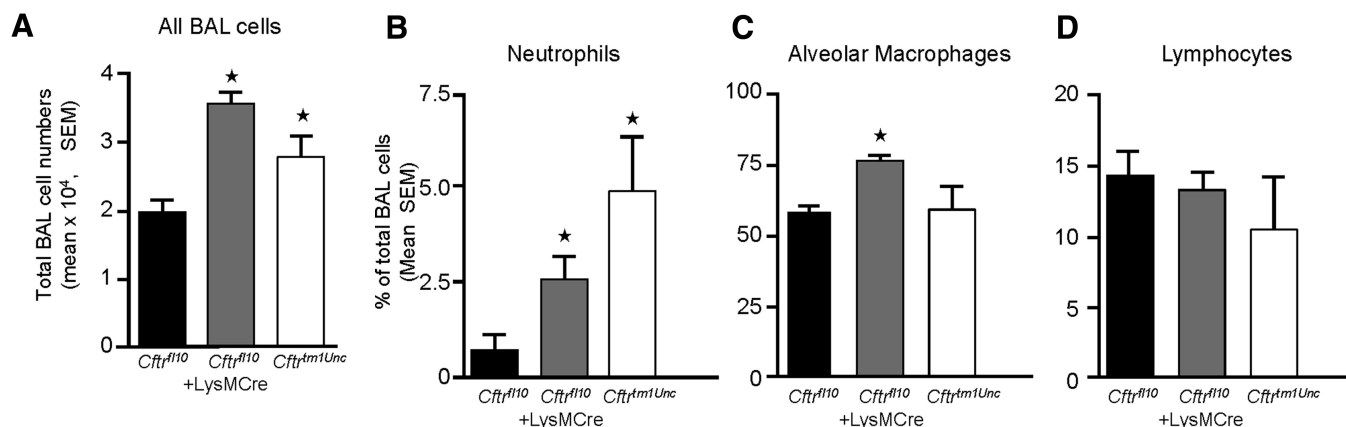 A
All BAL cells
Total BAL cell numbers
(mean x 10⁴, SEM)
4
3
2
1
0
Cftrᶠˡ¹⁰ Cftrᶠˡ¹⁰ Cftrᵗᵐ¹ᵁⁿᶜ
+LysMCre
B
Neutrophils
% of total BAL cells
(Mean SEM)
7.5
5.0
2.5
0
Cftrᶠˡ¹⁰ Cftrᶠˡ¹⁰ Cftrᵗᵐ¹ᵁⁿᶜ
+LysMCre
C
Alveolar Macrophages
100
75
50
25
0
Cftrᶠˡ¹⁰ Cftrᶠˡ¹⁰ Cftrᵗᵐ¹ᵁⁿᶜ
+LysMCre
D
Lymphocytes
20
15
10
5
0
Cftrᶠˡ¹⁰ Cftrᶠˡ¹⁰ Cftrᵗᵐ¹ᵁⁿᶜ
+LysMCre